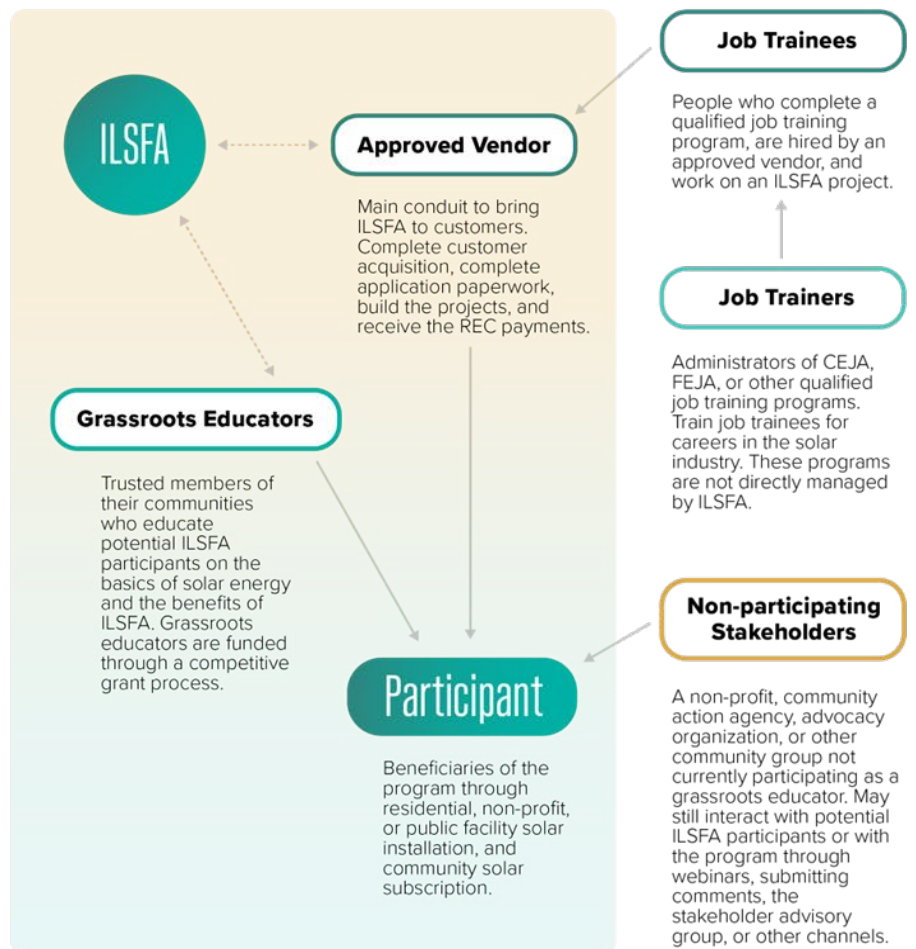 ILSFA
Approved Vendor
Main conduit to bring
ILSFA to customers.
Complete customer
acquisition, complete
application paperwork,
build the projects, and
receive the REC payments.
Grassroots Educators
Trusted members of
their communities
who educate
potential ILSFA
participants on the
basics of solar energy
and the benefits of
ILSFA. Grassroots
educators are funded
through a competitive
grant process.
Participant
Beneficiaries of the
program through
residential, non-profit,
or public facility solar
installation, and
community solar
subscription.
Job Trainees
People who complete a
qualified job training
program, are hired by an
approved vendor, and
work on an ILSFA project.
Job Trainers
Administrators of CEJA,
FEJA, or other qualified
job training programs.
Train job trainees for
careers in the solar
industry. These programs
are not directly managed
by ILSFA.
Non-participating
Stakeholders
A non-profit, community
action agency, advocacy
organization, or other
community group not
currently participating as a
grassroots educator. May
still interact with potential
ILSFA participants or with
the program through
webinars, submitting
comments, the
stakeholder advisory
group, or other channels.